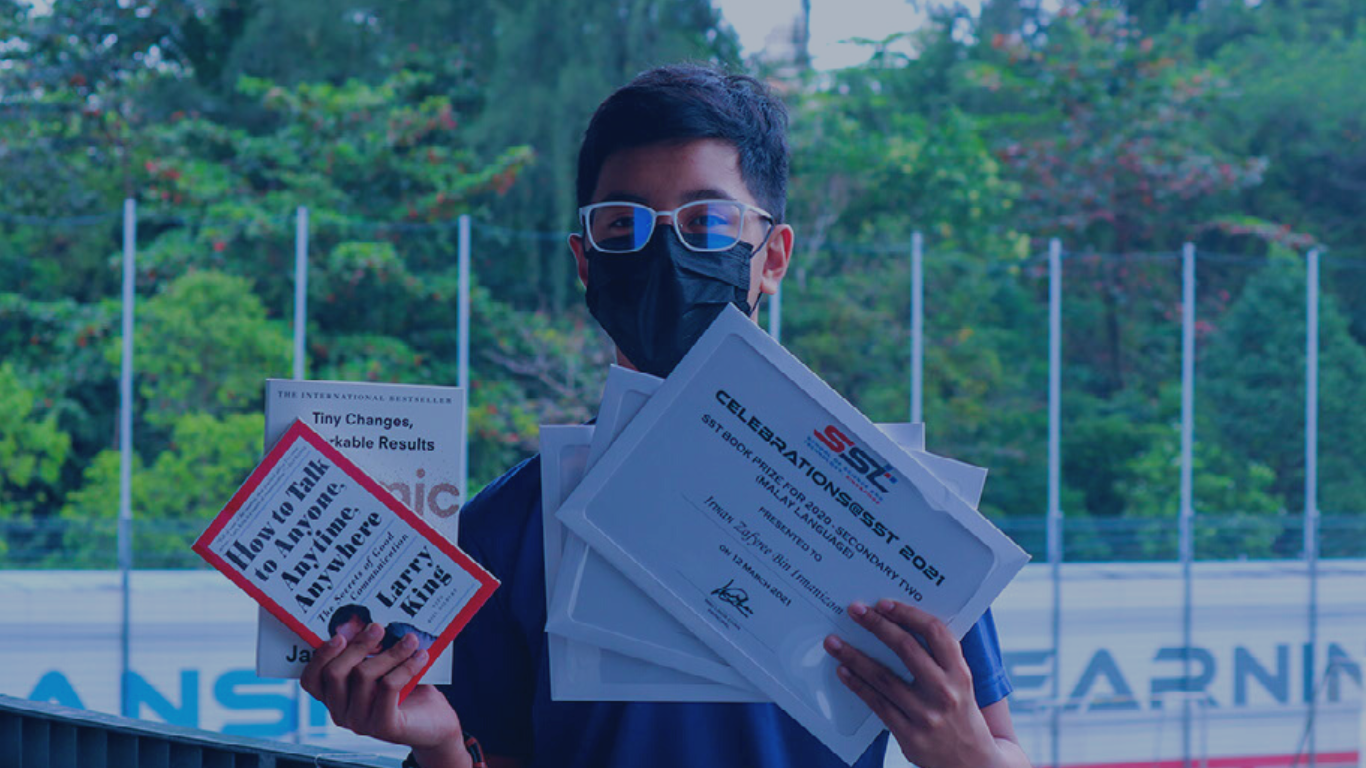 THE INTERNATIONAL BESTSELLER
Tiny Changes,
rkable Results
mic
Ja
How to Talk
to Anyone,
Anytime,
Anywhere
The Secrets of Good
Communication
Larry
King
SST
CELEBRATIONS@SST 2021
SST BOOK PRIZE FOR 2020 - SECONDARY TWO
(MALAY LANGUAGE)
PRESENTED TO
ON 12 MARCH 2021
ANS
EARNIN